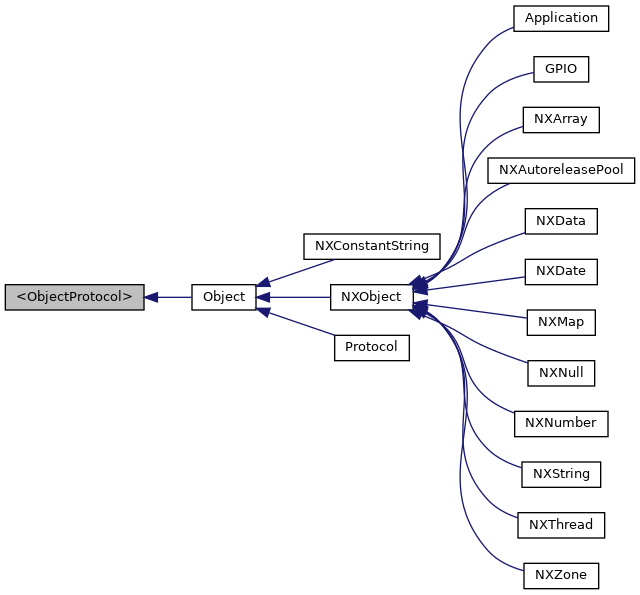 <ObjectProtocol>
Object
NXConstantString
NXObject
Protocol
Application
GPIO
NXArray
NXAutoreleasePool
NXData
NXDate
NXMap
NXNull
NXNumber
NXString
NXThread
NXZone